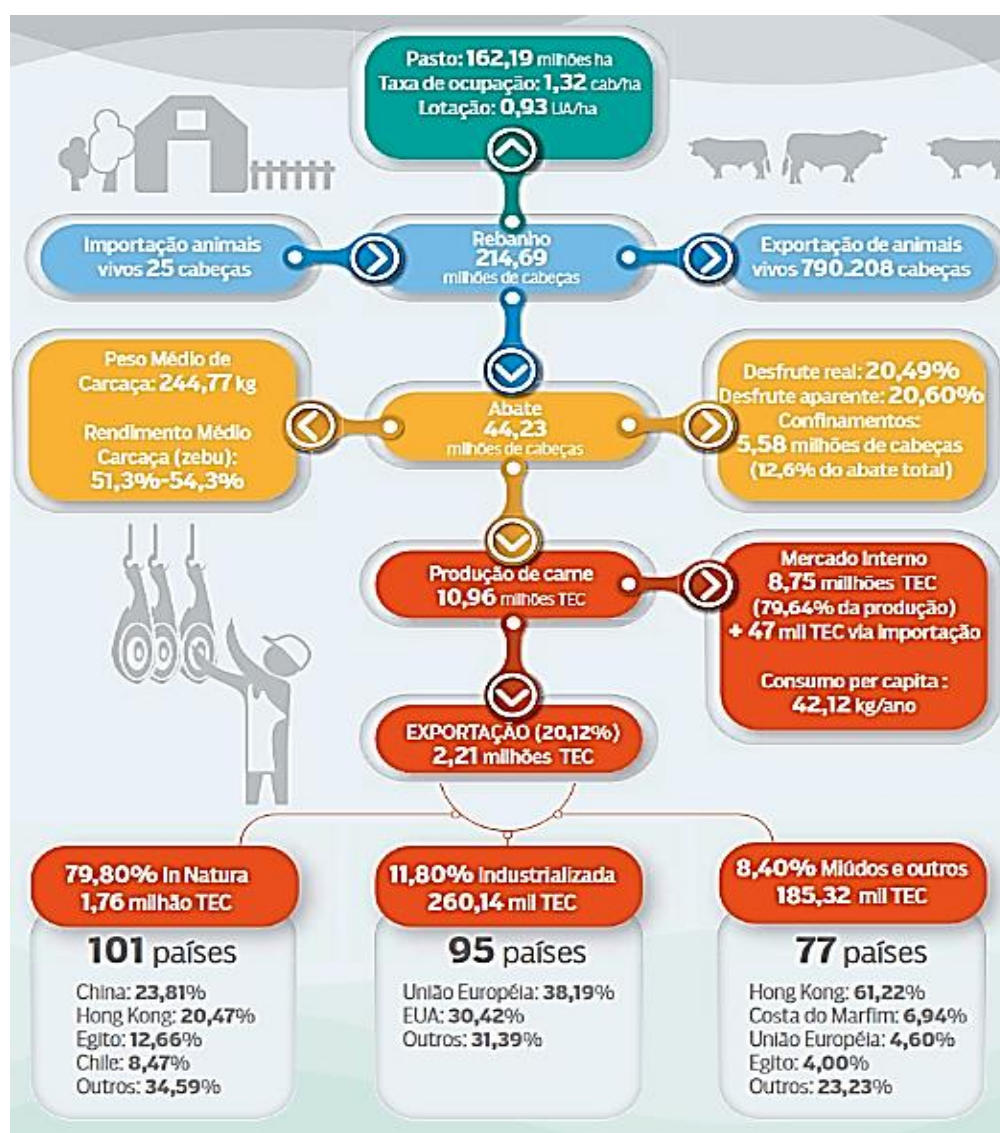 Pasto: 162,19 milhões ha
Taxa de ocupação: 1,32 cab/ha
Lotação: 0,93 UA/ha
Importação animais
vivos 25 cabeças
Rebanho
214,69
milhões de cabeças
Exportação de animais
vivos 790.208 cabeças
Peso Médio de
Carcaça: 244,77 kg
Rendimento Médio
Carcaça (zebu):
51,3%-54,3%
Abate
44,23
milhões de cabeças
Desfrute real: 20,49%
Desfrute aparente: 20,60%
Confinamentos:
5,58 milhões de cabeças
(12,6% do abate total)
Produção de carne
10,96 milhões TEC
Mercado Interno
8,75 millhões TEC
(79,64% da produção)
+ 47 mil TEC via importação
Consumo per capita :
42,12 kg/ano
EXPORTAÇÃO (20,12%)
2,21 milhões TEC
79,80% In Natura
1,76 milhão TEC
101 países
China: 23,81%
Hong Kong: 20,47%
Egito: 12,66%
Chile: 8,47%
Outros: 34,59%
11,80% Industrializada
260,14 mil TEC
95 países
União Européia: 38,19%
EUA: 30,42%
Outros: 31,39%
8,40% Miúdos e outros
185,32 mil TEC
77 países
Hong Kong: 61,22%
Costa do Marfim: 6,94%
União Européia: 4,60%
Egito: 4,00%
Outros: 23,23%